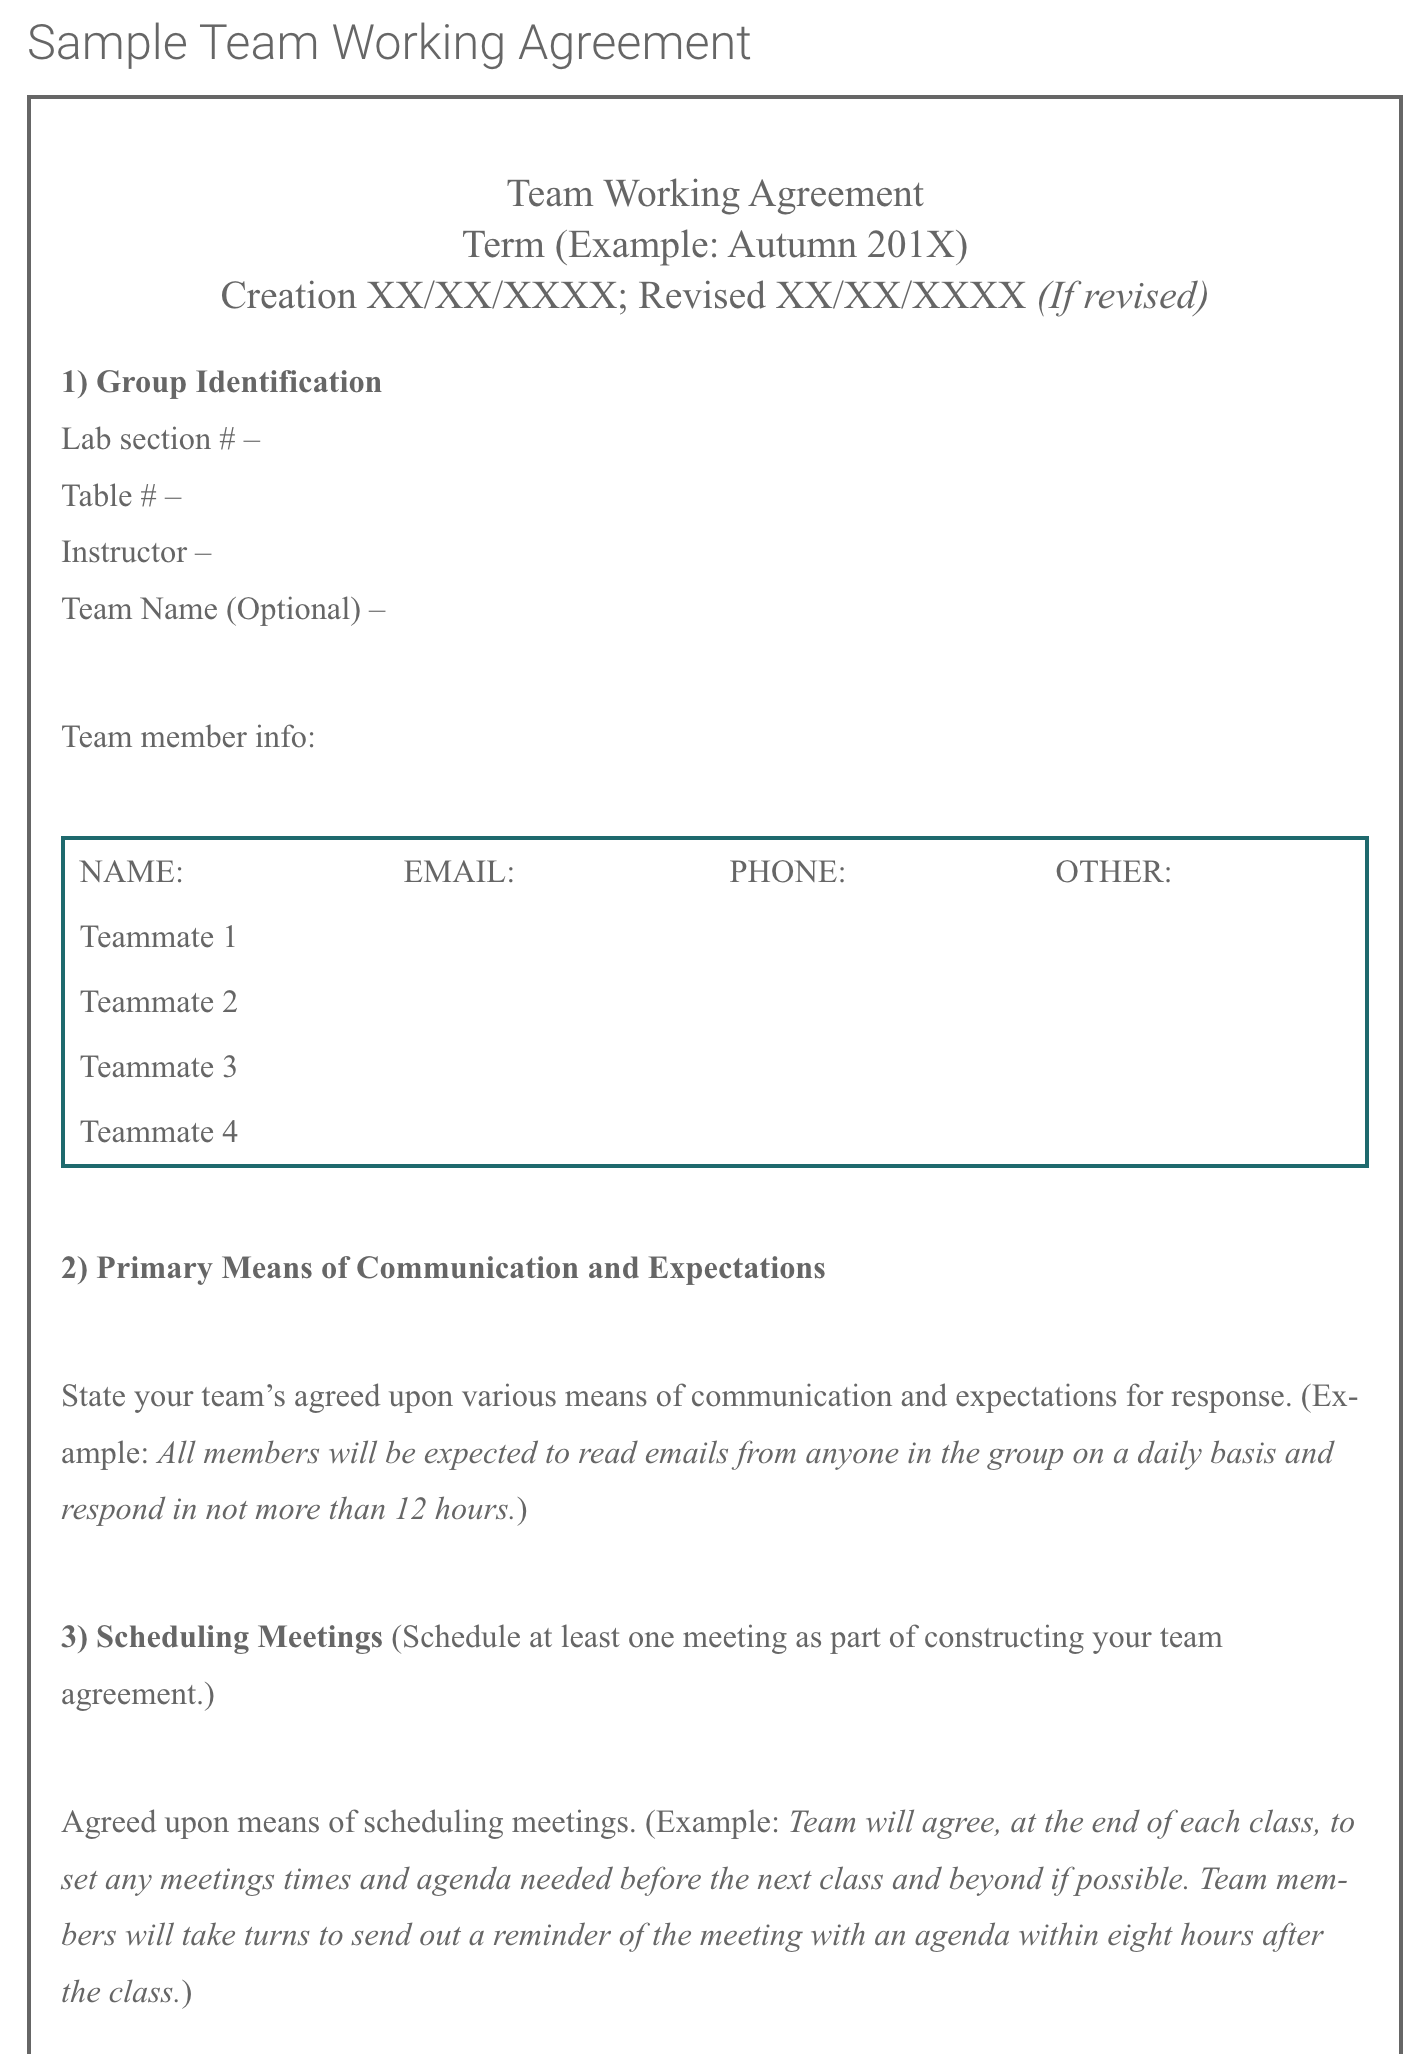 Sample Team Working Agreement
Team Working Agreement
Term (Example: Autumn 201X)
Creation XX/XX/XXXX; Revised XX/XX/XXXX (If revised)
1) Group Identification
Lab section # –
Table # –
Instructor –
Team Name (Optional) –
Team member info:
NAME: EMAIL: PHONE: OTHER:
Teammate 1
Teammate 2
Teammate 3
Teammate 4
2) Primary Means of Communication and Expectations
State your team’s agreed upon various means of communication and expectations for response. (Ex-
ample: All members will be expected to read emails from anyone in the group on a daily basis and
respond in not more than 12 hours.)
3) Scheduling Meetings (Schedule at least one meeting as part of constructing your team
agreement.)
Agreed upon means of scheduling meetings. (Example: Team will agree, at the end of each class, to
set any meetings times and agenda needed before the next class and beyond if possible. Team mem-
bers will take turns to send out a reminder of the meeting with an agenda within eight hours after
the class.)